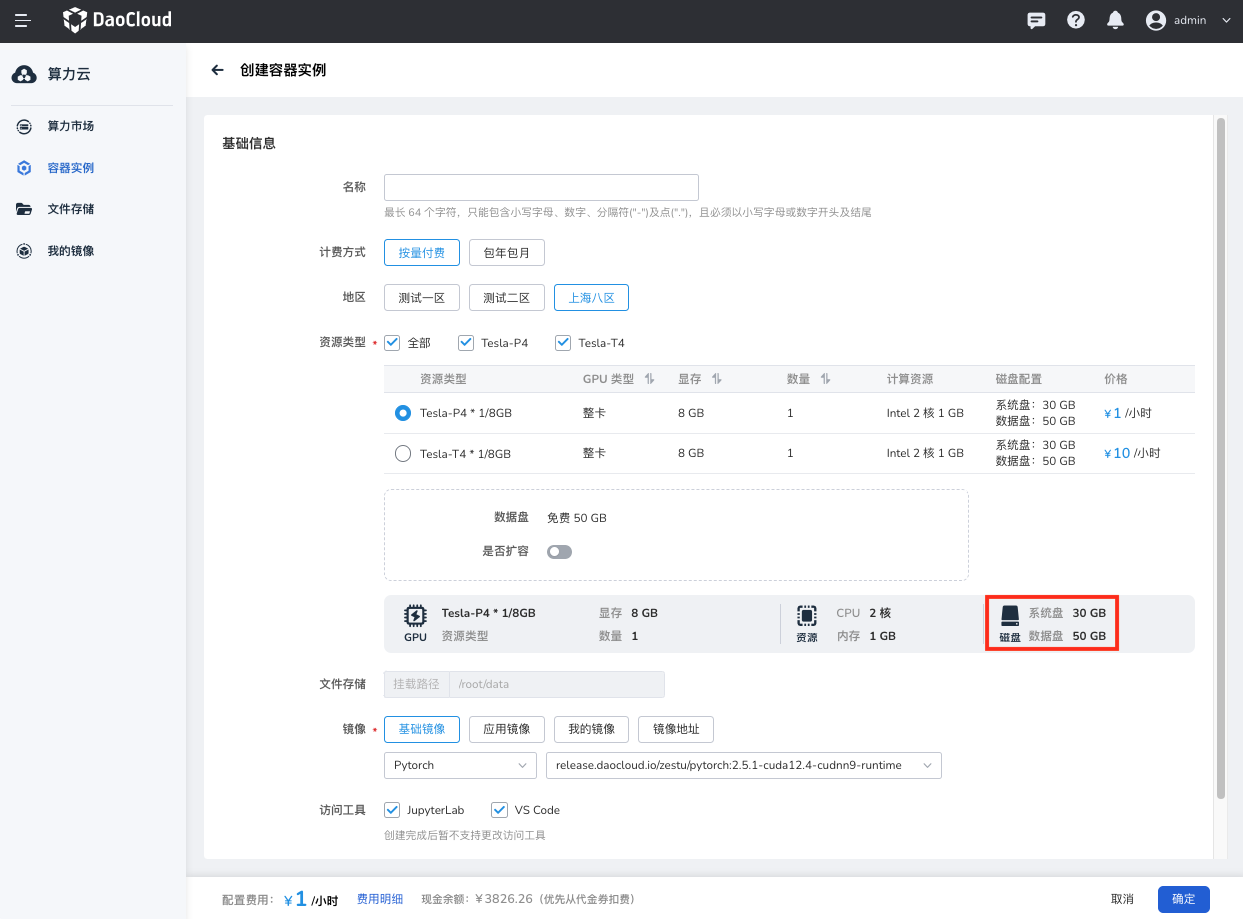 DaoCloud
admin
算力云
算力市场
容器实例
文件存储
我的镜像
创建容器实例
基础信息
名称
最长 64 个字符，只能包含小写字母、数字、分隔符("-")及点(".")，且必须以小写字母或数字开头及结尾
计费方式 按量付费 包年包月
地区 测试一区 测试二区 上海八区
资源类型 • 全部 Tesla-P4 Tesla-T4
资源类型 GPU 类型 显存 数量 计算资源 磁盘配置 价格
Tesla-P4 * 1/8GB 整卡 8 GB 1 Intel 2 核 1 GB 系统盘：30 GB ¥ 1 /小时
数据盘：50 GB
Tesla-T4 * 1/8GB 整卡 8 GB 1 Intel 2 核 1 GB 系统盘：30 GB ¥ 10 /小时
数据盘：50 GB
数据盘 免费 50 GB
是否扩容
Tesla-P4 * 1/8GB 显存 8 GB CPU 2 核 系统盘 30 GB
GPU 资源类型 数量 1 资源 内存 1 GB 磁盘 数据盘 50 GB
文件存储 挂载路径 /root/data
镜像 • 基础镜像 应用镜像 我的镜像 镜像地址
Pytorch release.daocloud.io/zestu/pytorch:2.5.1-cuda12.4-cudnn9-runtime
访问工具 JupyterLab VS Code
创建完成后暂不支持更改访问工具
配置费用： ¥ 1 /小时 费用明细 现金余额：¥3826.26（优先从代金券扣费） 取消 确定